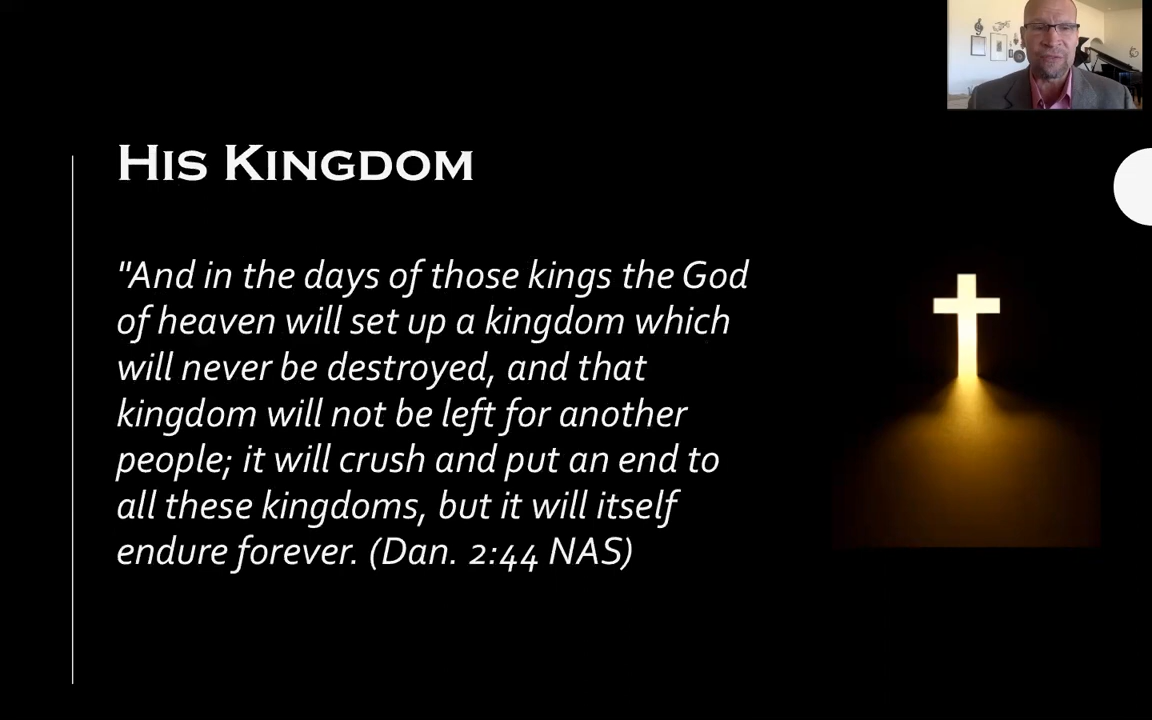 His Kingdom
"And in the days of those kings the God
of heaven will set up a kingdom which
will never be destroyed, and that
kingdom will not be left for another
people; it will crush and put an end to
all these kingdoms, but it will itself
endure forever. (Dan. 2:44 NAS)